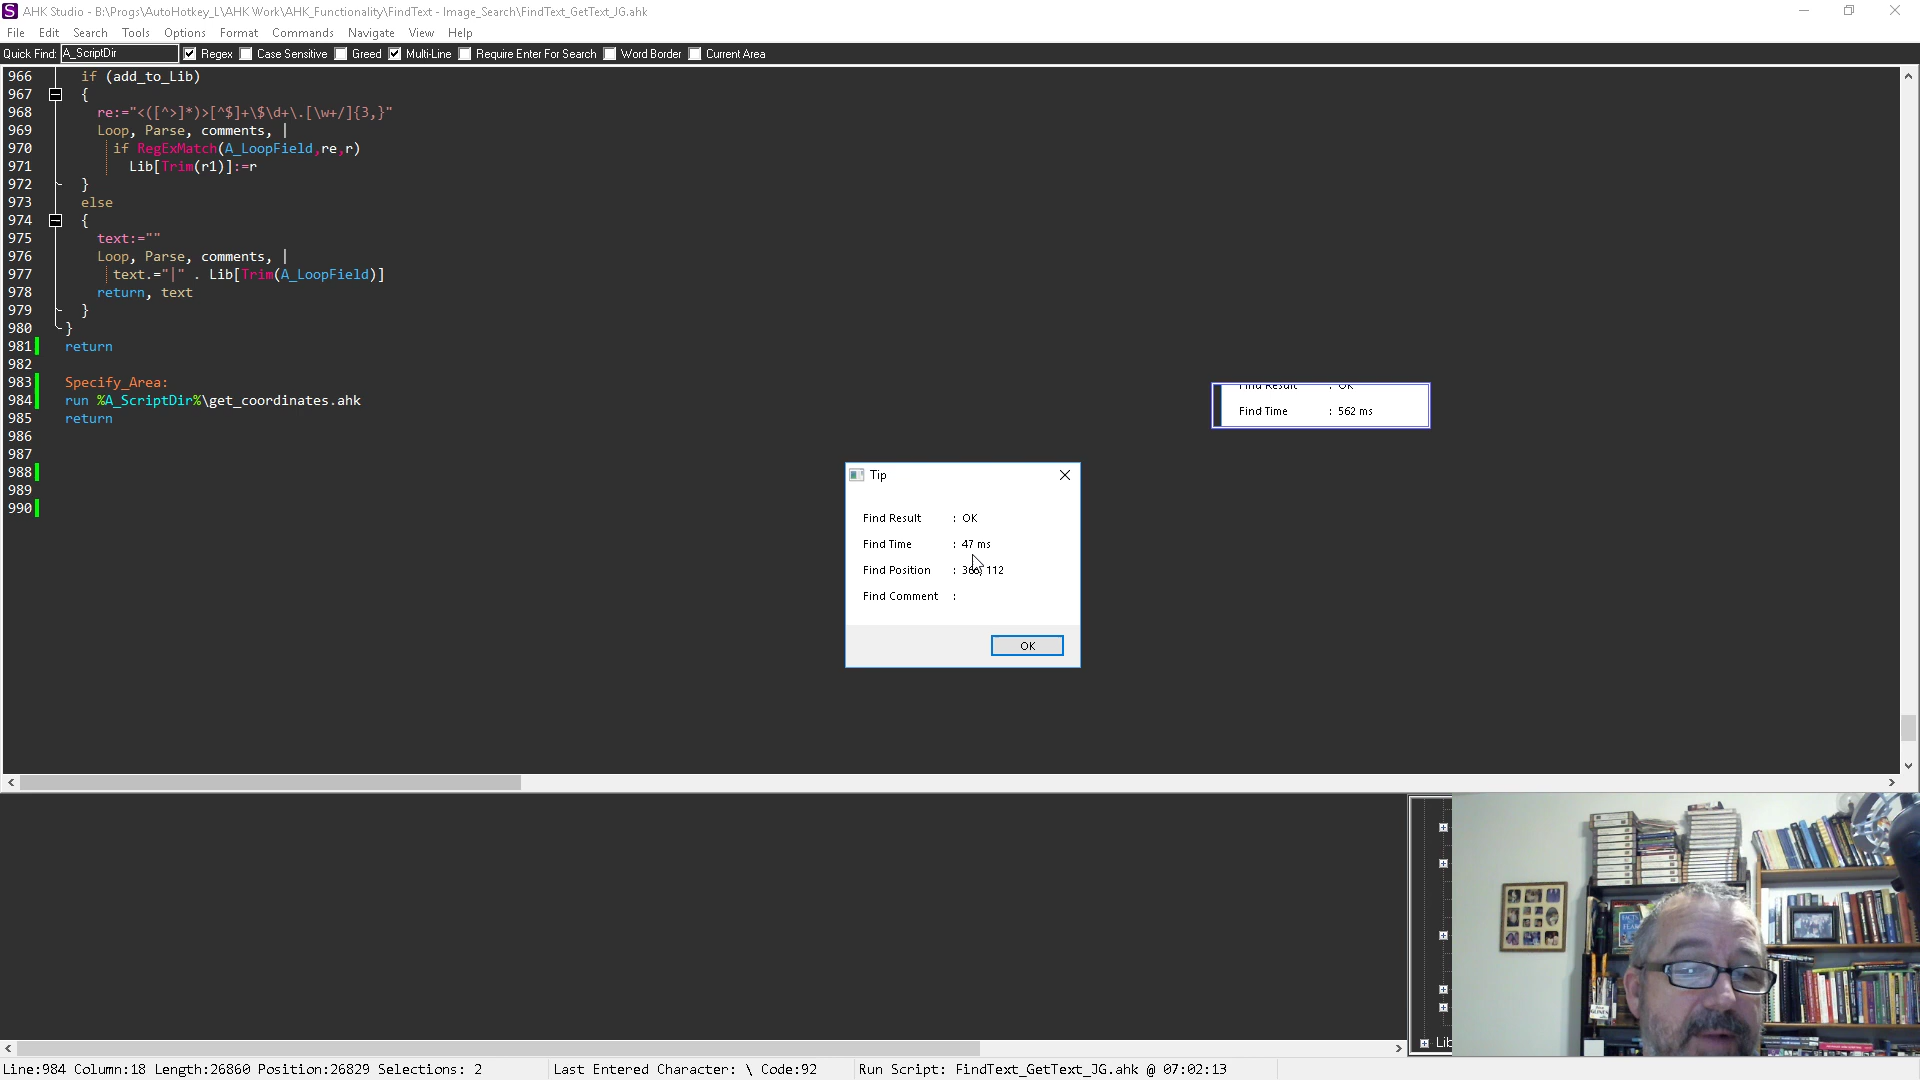 AHK Studio - B:\Progs\AutoHotkey_L\AHK Work\AHK_Functionality\FindText - Image_Search\FindText_GetText_JG.ahk
File Edit Search Tools Options Format Commands Navigate View Help
Quick Find: A_ScriptDir Regex Case Sensitive Greed Multi-Line Require Enter For Search Word Border Current Area
966 if (add_to_Lib)
967 {
968 re:="<([^>]*)>[^$]+\$\d+\.[\w+/]{3,}"
969 Loop, Parse, comments, |
970 if RegExMatch(A_LoopField,re,r)
971 Lib[Trim(r1)]:=r
972 }
973 else
974 {
975 text:=""
976 Loop, Parse, comments, |
977 text.="|" . Lib[Trim(A_LoopField)]
978 return, text
979 }
980 }
981 return
982
983 Specify_Area:
984 run %A_ScriptDir%\get_coordinates.ahk
985 return
986
987
988
989
990
Find Result : OK
Find Time : 562 ms
Tip
Find Result : OK
Find Time : 47 ms
Find Position : 112
Find Comment :
OK
Lib
Line:984 Column:18 Length:26860 Position:26829 Selections: 2 Last Entered Character: \ Code:92 Run Script: FindText_GetText_JG.ahk @ 07:02:13